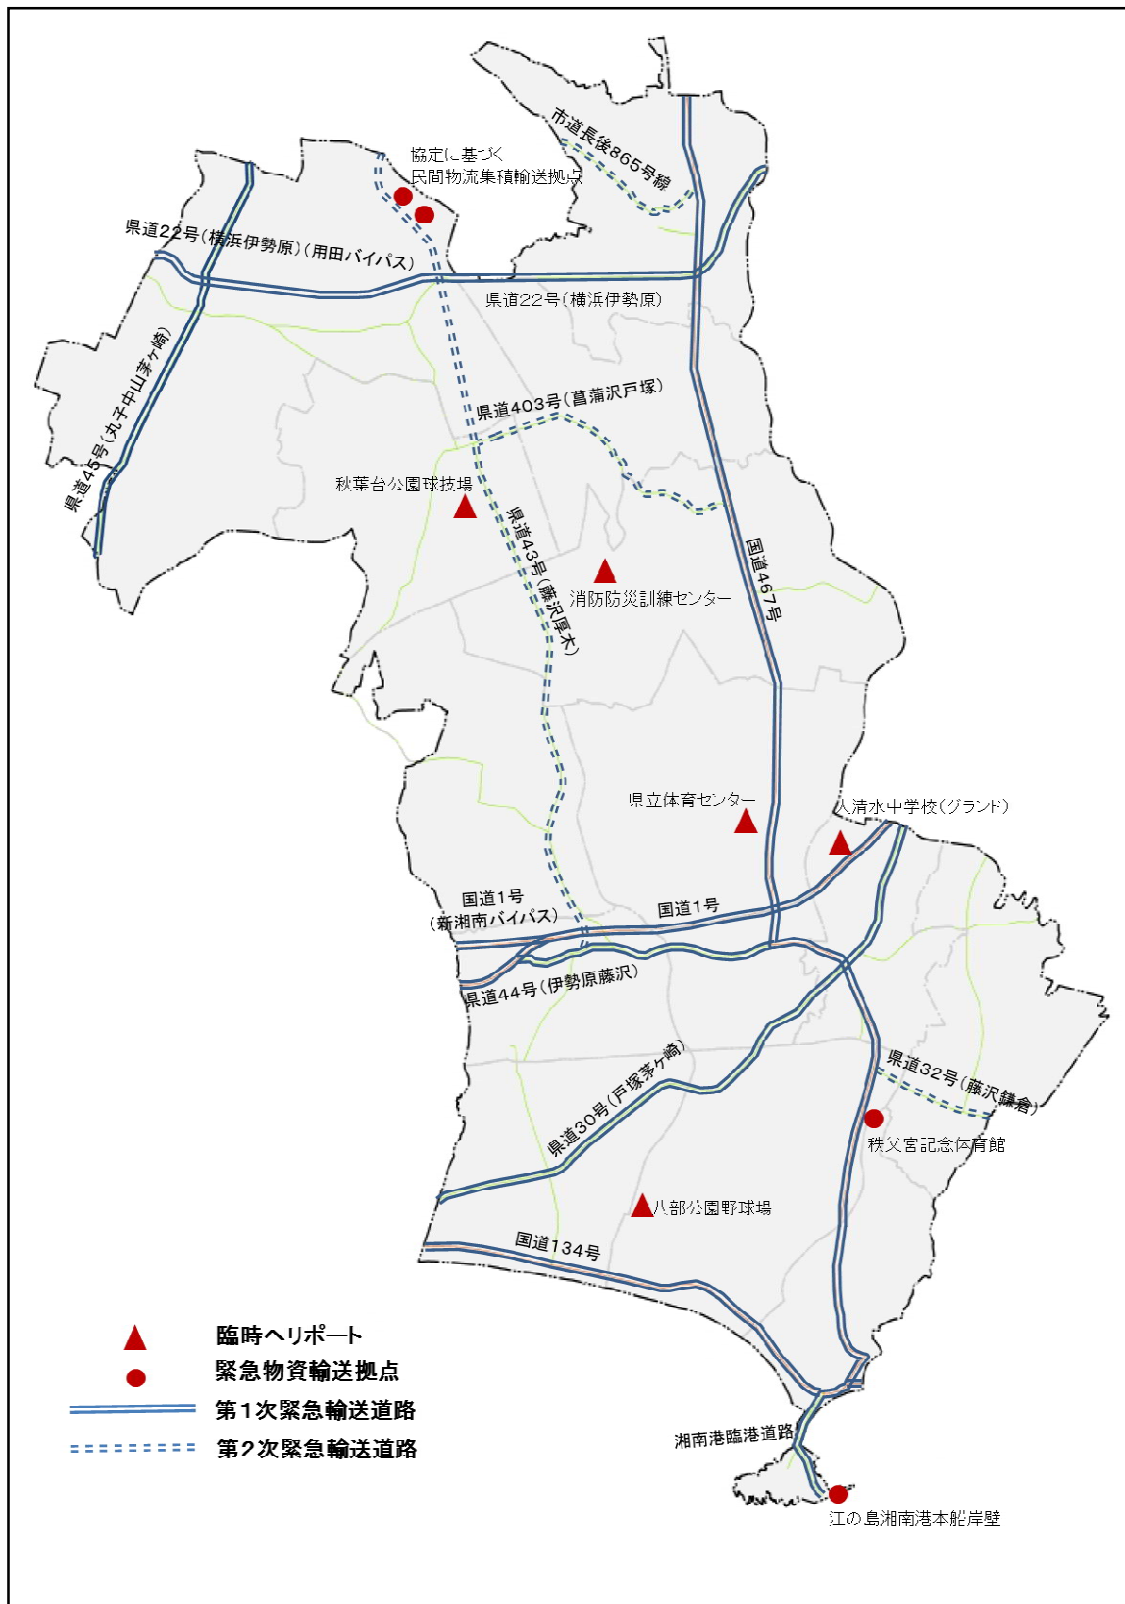 市道長後865号線
協定に基づく
民間物流集積輸送拠点
県道22号(横浜伊勢原)(用田バイパス)
県道22号(横浜伊勢原)
県道45号(丸子中山茅ヶ崎)
県道403号(菖蒲沢戸塚)
秋葉台公園球技場
県道43号(藤沢厚木)
国道467号
消防防災訓練センター
県立体育センター
大清水中学校(グランド)
国道1号
(新湘南バイパス)
国道1号
県道44号(伊勢原藤沢)
県道30号(戸塚茅ヶ崎)
県道32号(藤沢鎌倉)
秩父宮記念体育館
八部公園野球場
国道134号
臨時ヘリポート
緊急物資輸送拠点
第1次緊急輸送道路
第2次緊急輸送道路
湘南港臨港道路
江の島湘南港本船岸壁